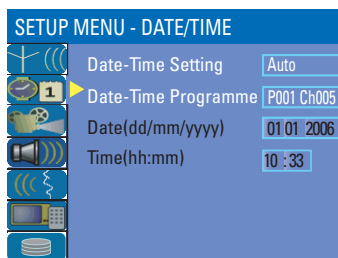 SETUP MENU - DATE/TIME
Date-Time Setting Auto
1 Date-Time Programme P001 Ch005
Date(dd/mm/yyyy) 01 01 2006
Time(hh:mm) 10 : 33